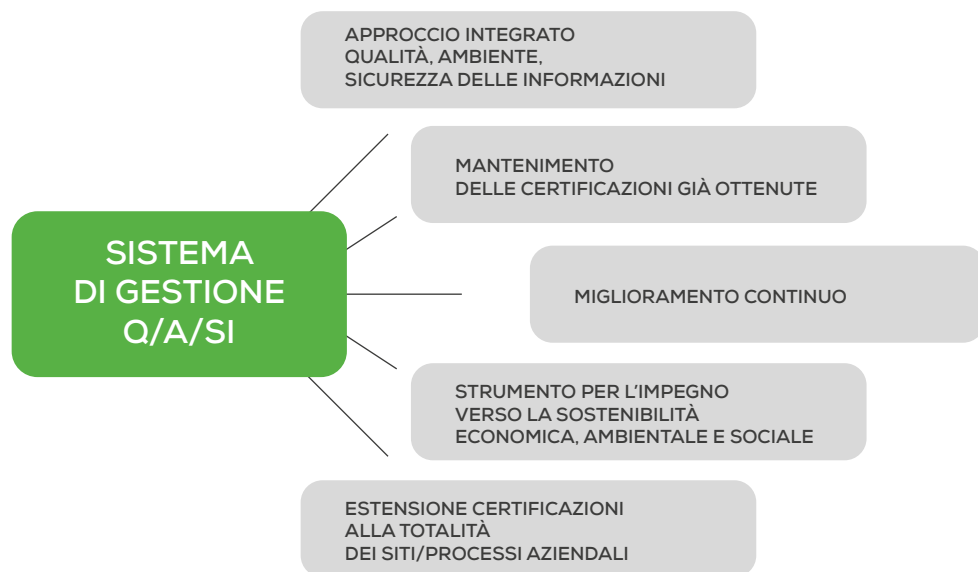 APPROCCIO INTEGRATO
QUALITÀ, AMBIENTE,
SICUREZZA DELLE INFORMAZIONI
MANTENIMENTO
DELLE CERTIFICAZIONI GIÀ OTTENUTE
SISTEMA
DI GESTIONE
Q/A/SI
MIGLIORAMENTO CONTINUO
STRUMENTO PER L'IMPEGNO
VERSO LA SOSTENIBILITÀ
ECONOMICA, AMBIENTALE E SOCIALE
ESTENSIONE CERTIFICAZIONI
ALLA TOTALITÀ
DEI SITI/PROCESSI AZIENDALI